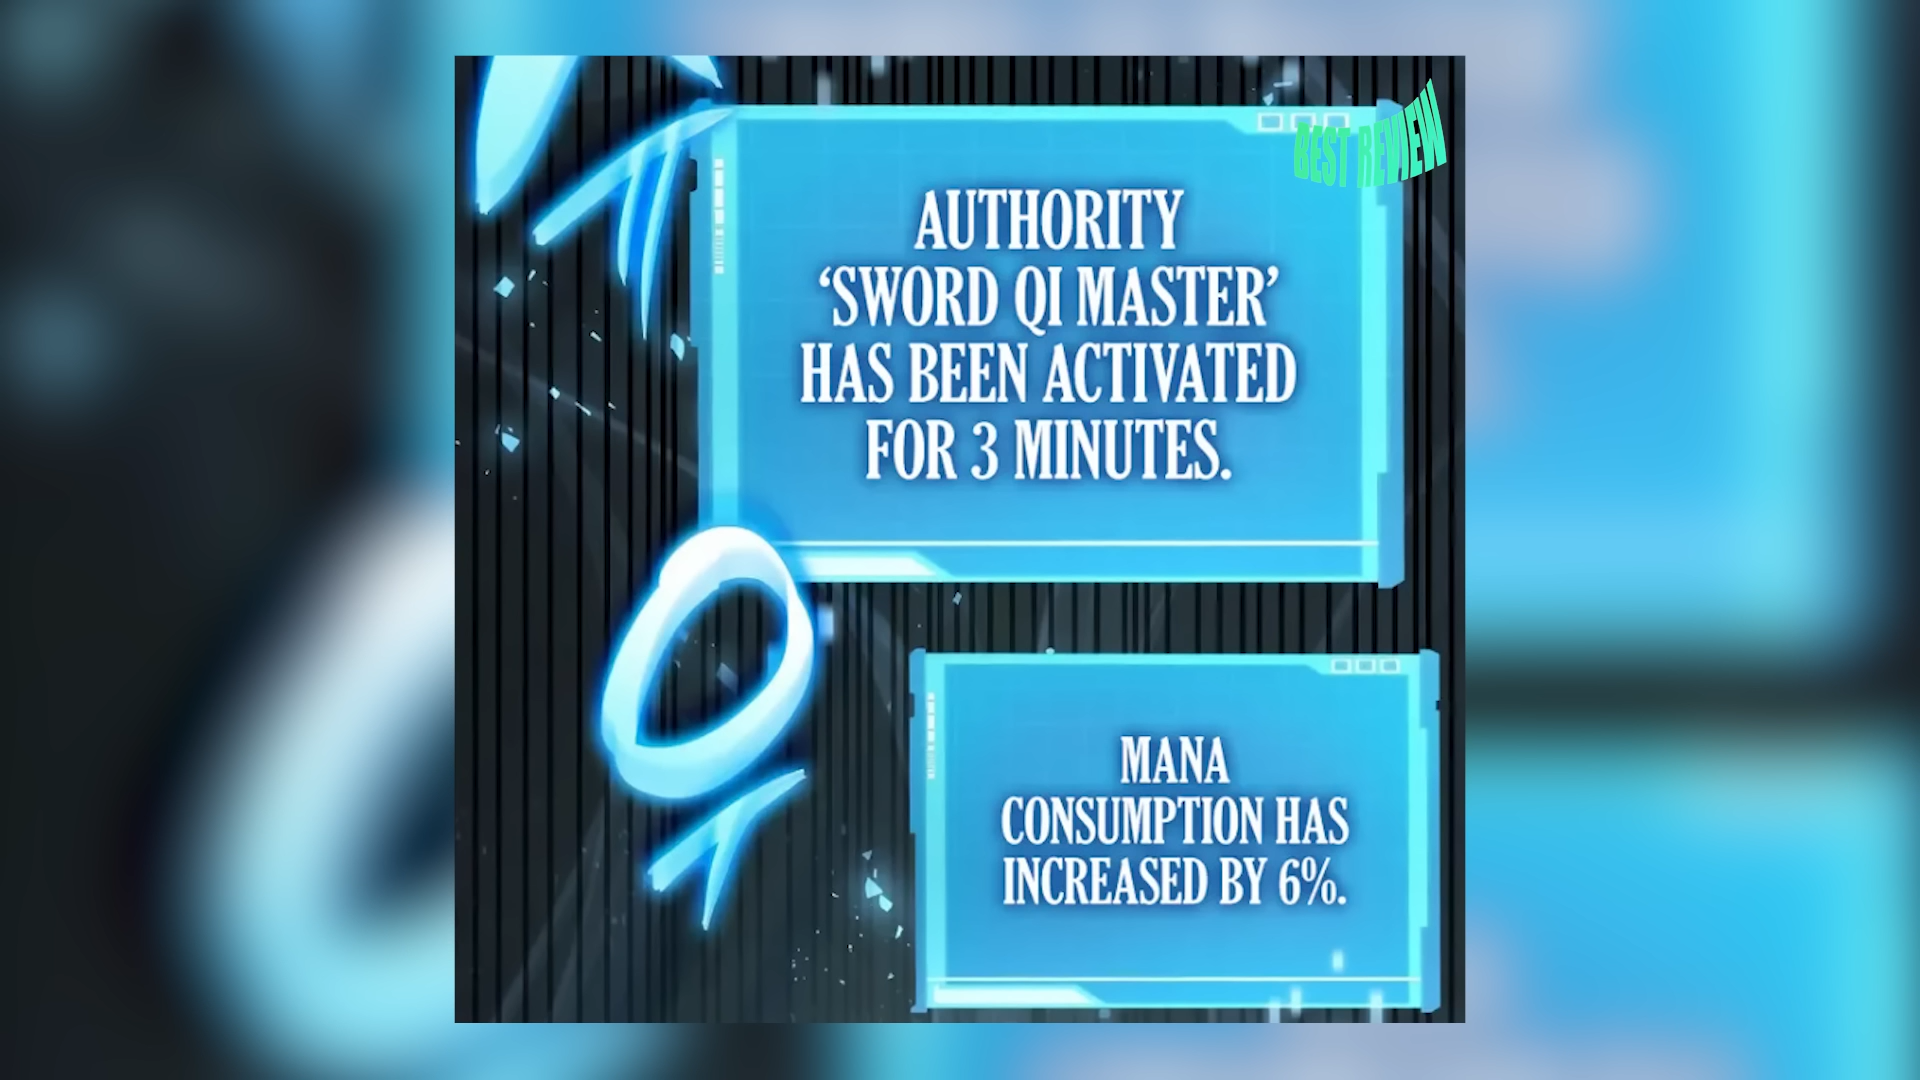 BEST REVIEW
AUTHORITY
‘SWORD QI MASTER’
HAS BEEN ACTIVATED
FOR 3 MINUTES.
MANA
CONSUMPTION HAS
INCREASED BY 6%.